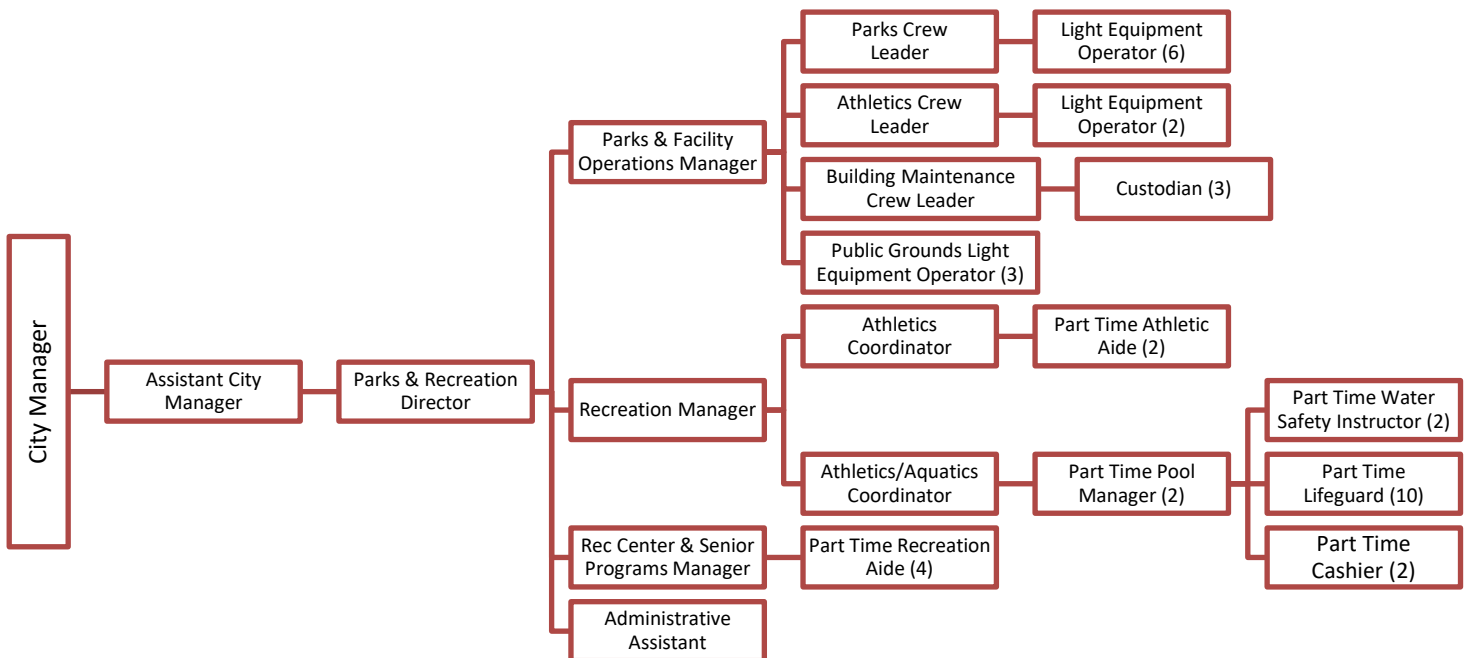 City Manager
Assistant City
Manager
Parks & Recreation
Director
Parks & Facility
Operations Manager
Parks Crew
Leader
Light Equipment
Operator (6)
Athletics Crew
Leader
Light Equipment
Operator (2)
Building Maintenance
Crew Leader
Custodian (3)
Public Grounds Light
Equipment Operator (3)
Recreation Manager
Athletics
Coordinator
Part Time Athletic
Aide (2)
Athletics/Aquatics
Coordinator
Part Time Pool
Manager (2)
Part Time Water
Safety Instructor (2)
Part Time
Lifeguard (10)
Part Time
Cashier (2)
Rec Center & Senior
Programs Manager
Part Time Recreation
Aide (4)
Administrative
Assistant